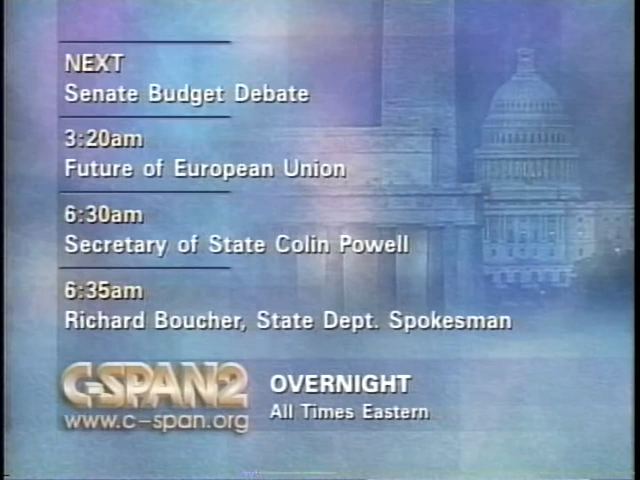 NEXT
Senate Budget Debate
3:20am
Future of European Union
6:30am
Secretary of State Colin Powell
6:35am
Richard Boucher, State Dept. Spokesman
C-SPAN2
www.c-span.org
OVERNIGHT
All Times Eastern